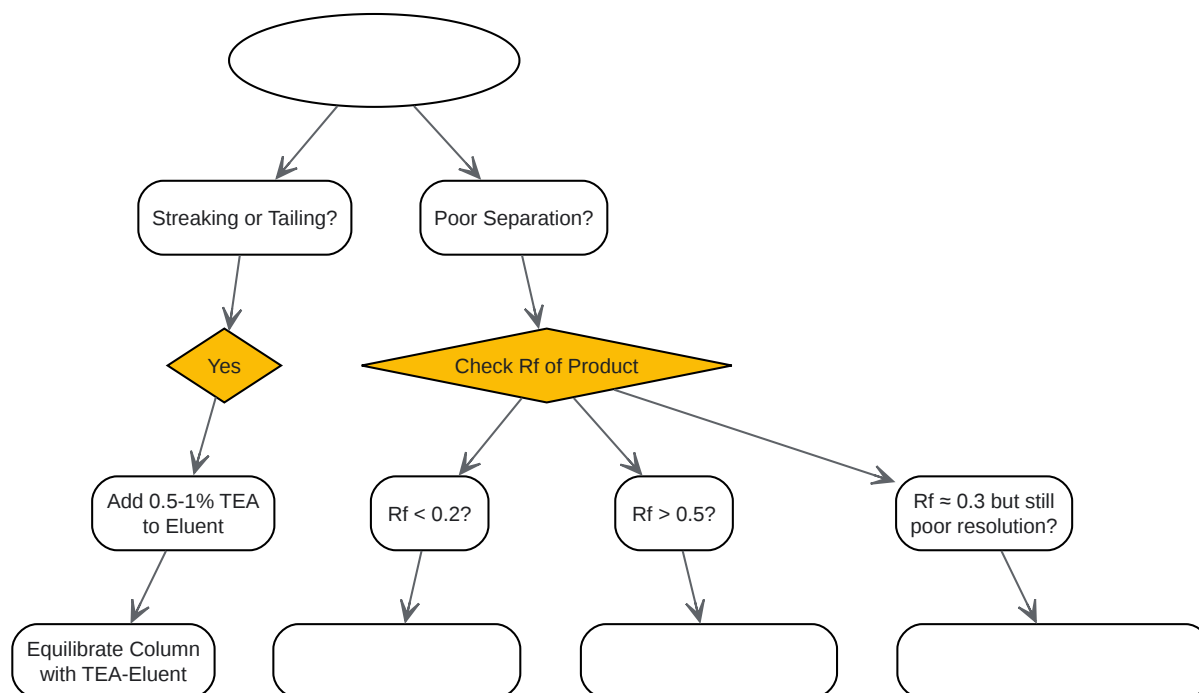 Streaking or Tailing?
Poor Separation?
Yes
Check Rf of Product
Add 0.5-1% TEA
to Eluent
Rf < 0.2?
Rf > 0.5?
Rf ≈ 0.3 but still
poor resolution?
Equilibrate Column
with TEA-Eluent